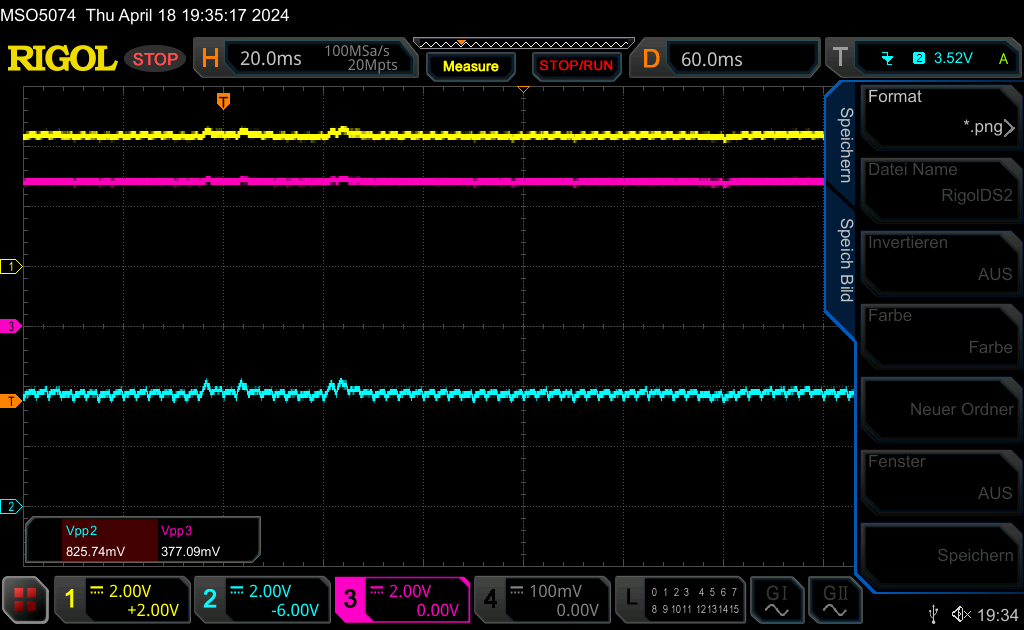 MSO5074 Thu April 18 19:35:17 2024
RIGOL STOP H 20.0ms 100MSa/s 20Mpts Measure STOP/RUN D 60.0ms T 2 3.52V A
T
Speichern
Speich Bild
Format
*.png
Datei Name
RigolDS2
Invertieren
AUS
Farbe
Farbe
Neuer Ordner
Fenster
AUS
Speichern
1
3
T
2
Vpp2 Vpp3
825.74mV 377.09mV
1 2.00V +2.00V
2 2.00V -6.00V
3 2.00V 0.00V
4 100mV 0.00V
L 0 1 2 3 4 5 6 7
8 9 10 11 12 13 14 15
GI GII
19:34